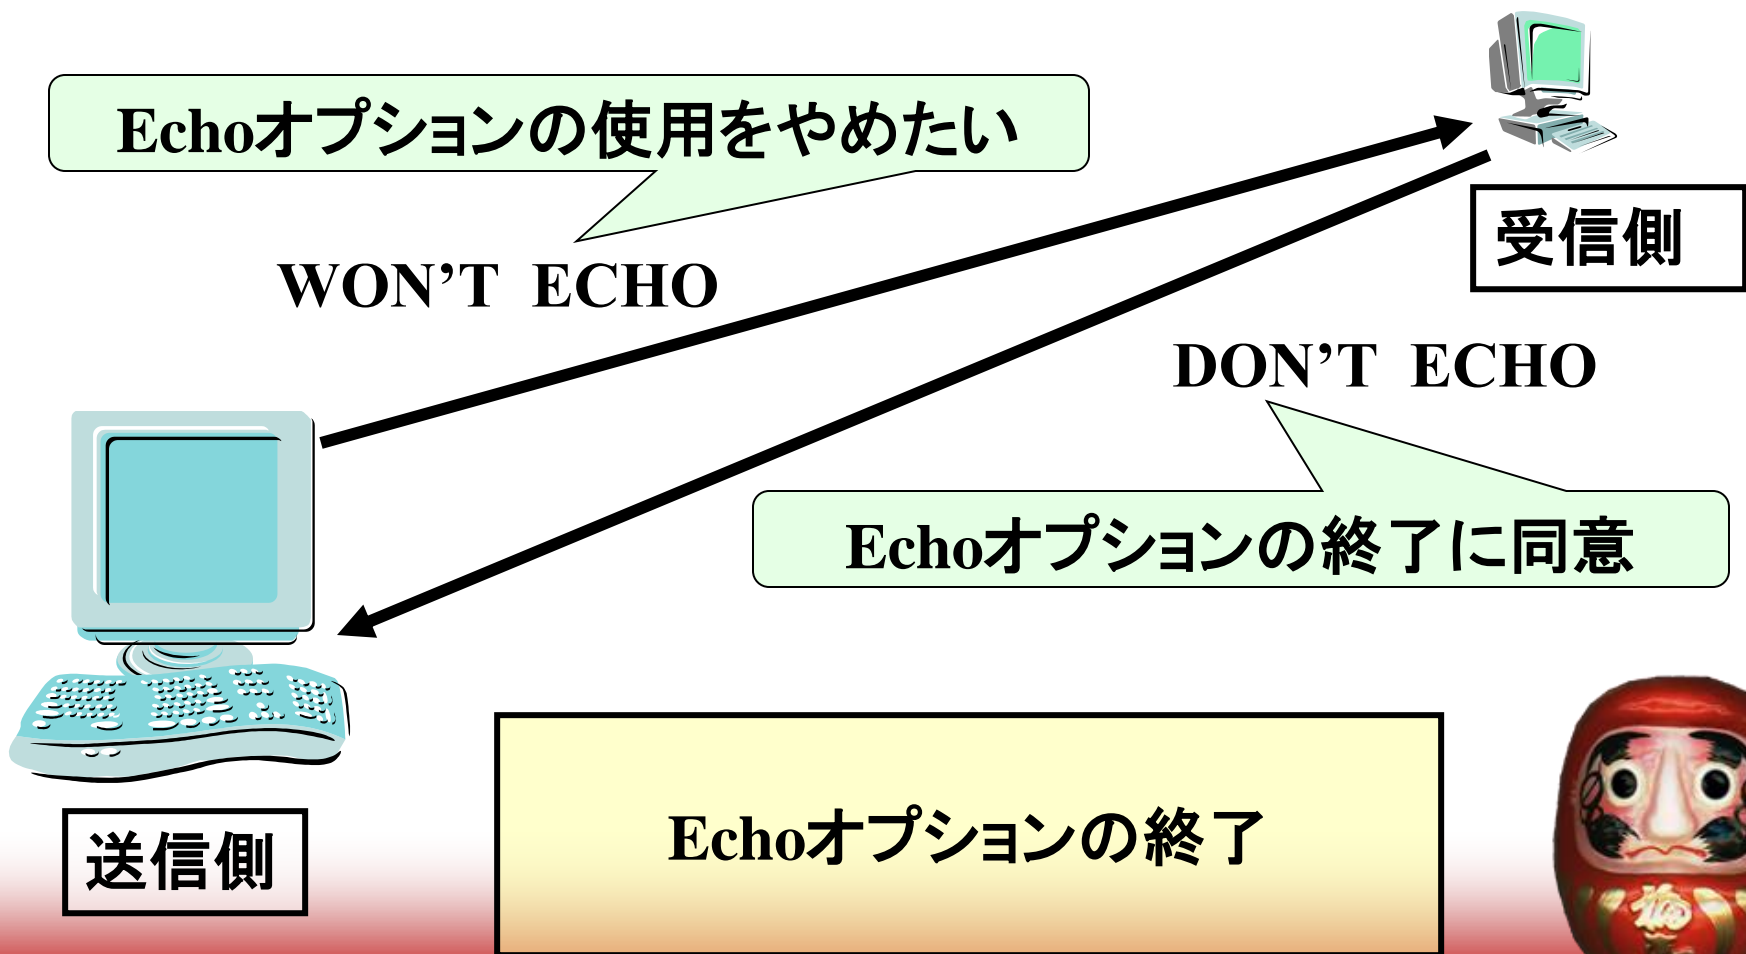 Echoオプションの使用をやめたい
受信側
WON’T ECHO
DON’T ECHO
Echoオプションの終了に同意
Echoオプションの終了
送信側